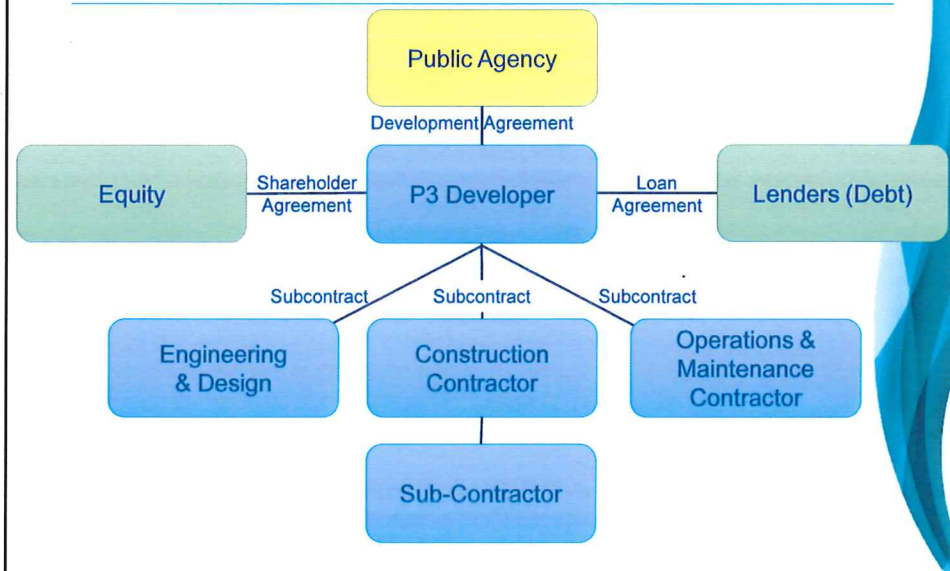 Public Agency
Development Agreement
Equity
Shareholder
Agreement
P3 Developer
Loan
Agreement
Lenders (Debt)
Subcontract
Subcontract
Subcontract
Engineering
& Design
Construction
Contractor
Operations &
Maintenance
Contractor
Sub-Contractor